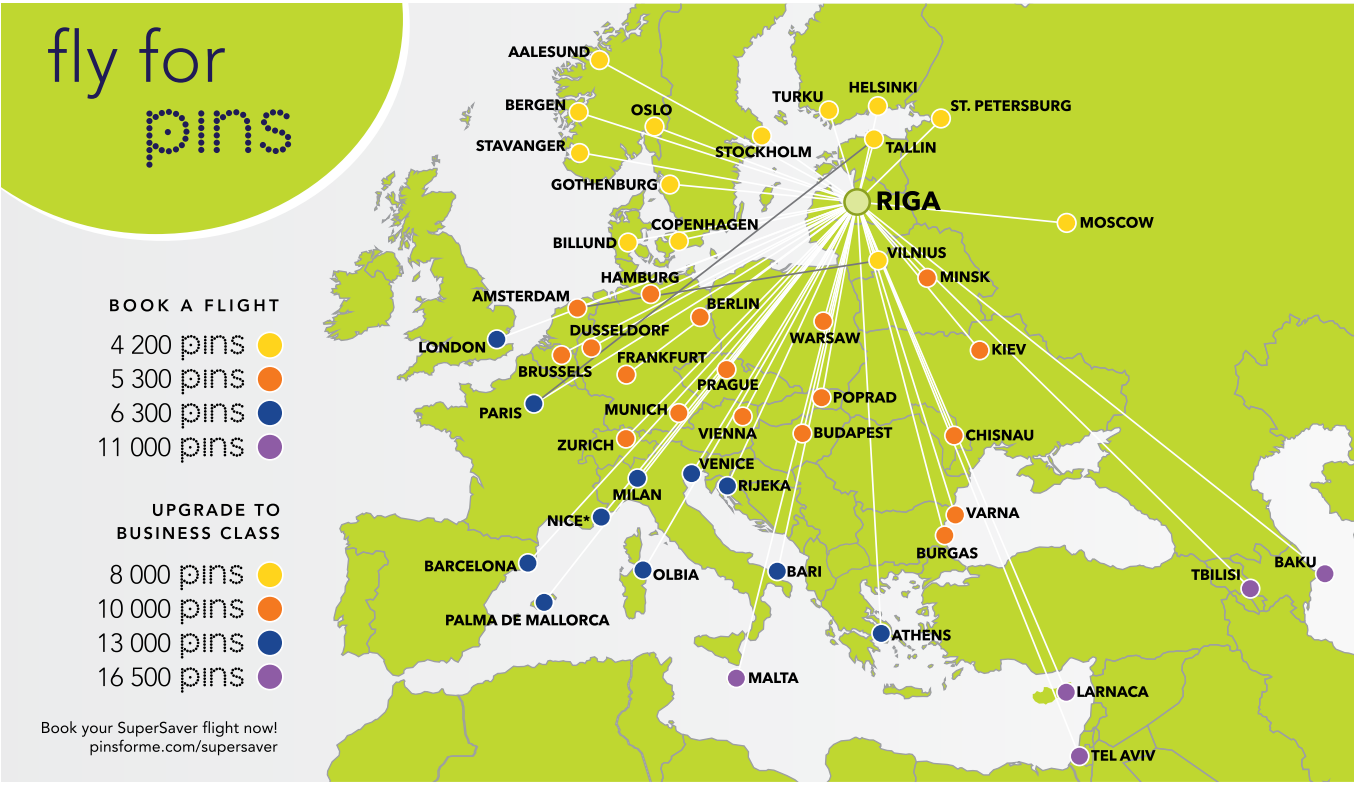 fly for
pins
BOOK A FLIGHT
4 200 pins
5 300 pins
6 300 pins
11 000 pins
UPGRADE TO
BUSINESS CLASS
8 000 pins
10 000 pins
13 000 pins
16 500 pins
Book your SuperSaver flight now!
pinsforme.com/supersaver
AALESUND
BERGEN
OSLO
TURKU
HELSINKI
ST. PETERSBURG
STAVANGER
STOCKHOLM
TALLIN
GOTHENBURG
RIGA
COPENHAGEN
MOSCOW
BILLUND
VILNIUS
HAMBURG
MINSK
AMSTERDAM
BERLIN
DUSSELDORF
WARSAW
LONDON
KIEV
BRUSSELS
FRANKFURT
PRAGUE
PARIS
MUNICH
POPRAD
VIENNA
BUDAPEST
CHISNAU
ZURICH
VENICE
MILAN
RIJEKA
NICE*
VARNA
BURGAS
BARCELONA
OLBIA
BARI
TBILISI
BAKU
PALMA DE MALLORCA
ATHENS
MALTA
LARNACA
TEL AVIV